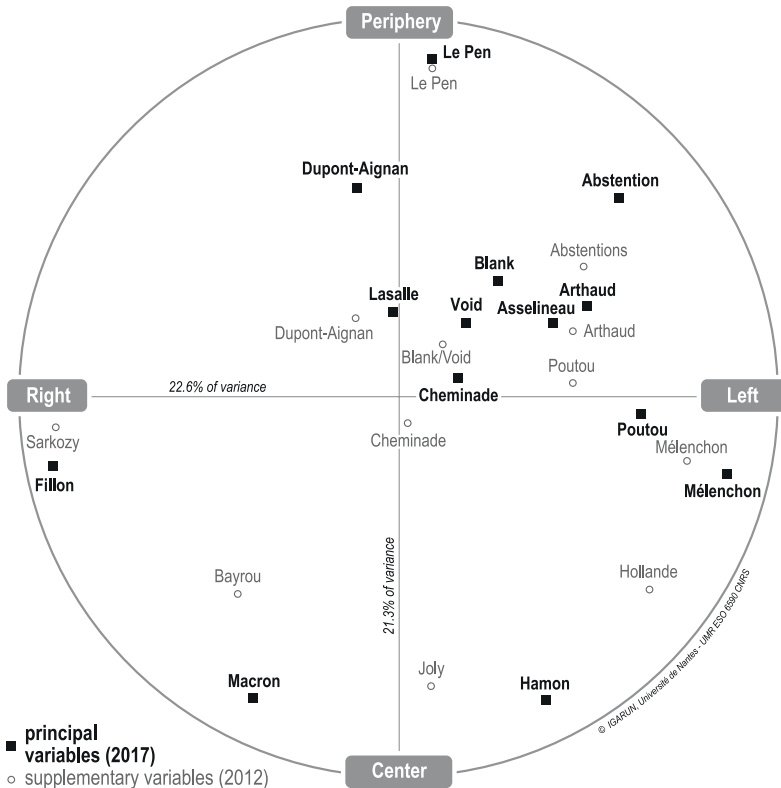 Periphery
Le Pen
Le Pen
Dupont-Aignan
Abstention
Abstentions
Blank
Arthaud
Lasalle
Void
Asselineau
Dupont-Aignan
Arthaud
Blank/Void
Poutou
Right
22.6% of variance
Cheminade
Left
Sarkozy
Cheminade
Poutou
Mélenchon
Fillon
Mélenchon
Bayrou
21.3% of variance
Hollande
Macron
Joly
Hamon
© IGARUN, Université de Nantes - UMR ESO 6590 CNRS
principal
variables (2017)
Center
supplementary variables (2012)